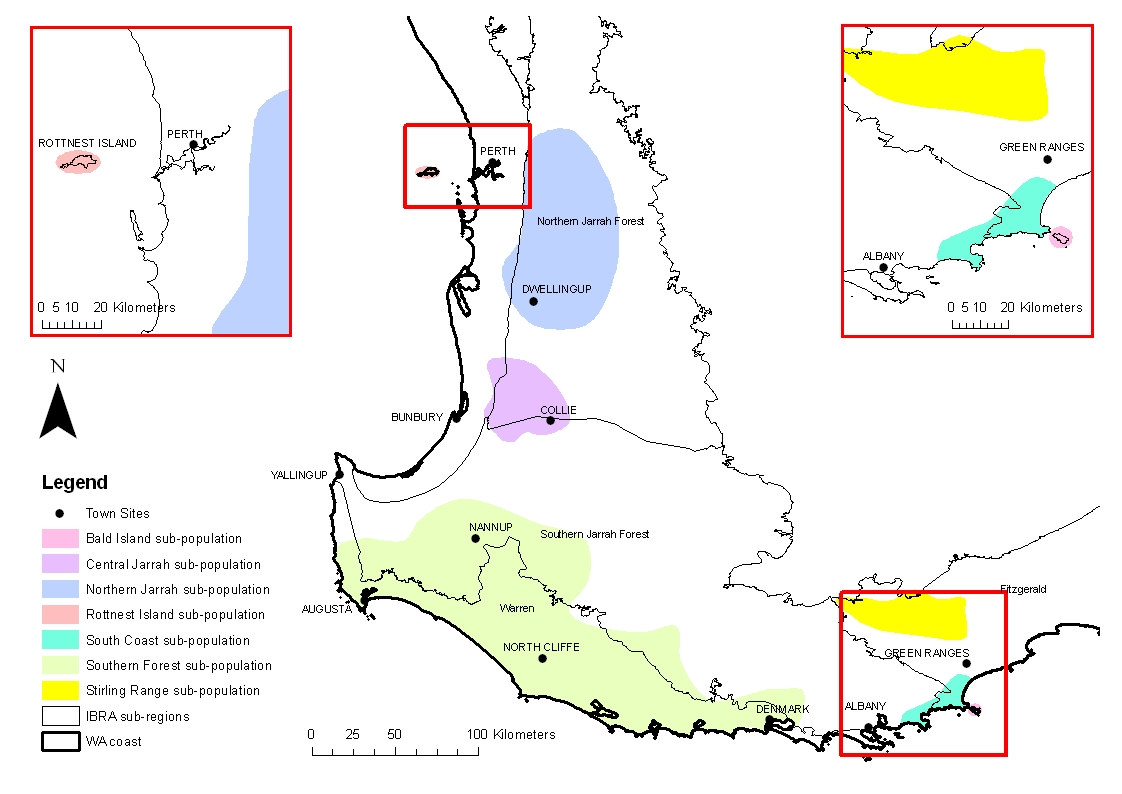 ROTTNEST ISLAND
PERTH
0 5 10 20 Kilometers
PERTH
Northern Jarrah Forest
DWELLINGUP
GREEN RANGES
ALBANY
0 5 10 20 Kilometers
N
BUNBURY
COLLIE
YALLINGUP
NANNUP
Southern Jarrah Forest
AUGUSTA
Warren
NORTH CLIFFE
DENMARK
Fitzgerald
GREEN RANGES
ALBANY
0 25 50 100 Kilometers
Legend
Town Sites
Bald Island sub-population
Central Jarrah sub-population
Northern Jarrah sub-population
Rottnest Island sub-population
South Coast sub-population
Southern Forest sub-population
Stirling Range sub-population
IBRA sub-regions
WA coast